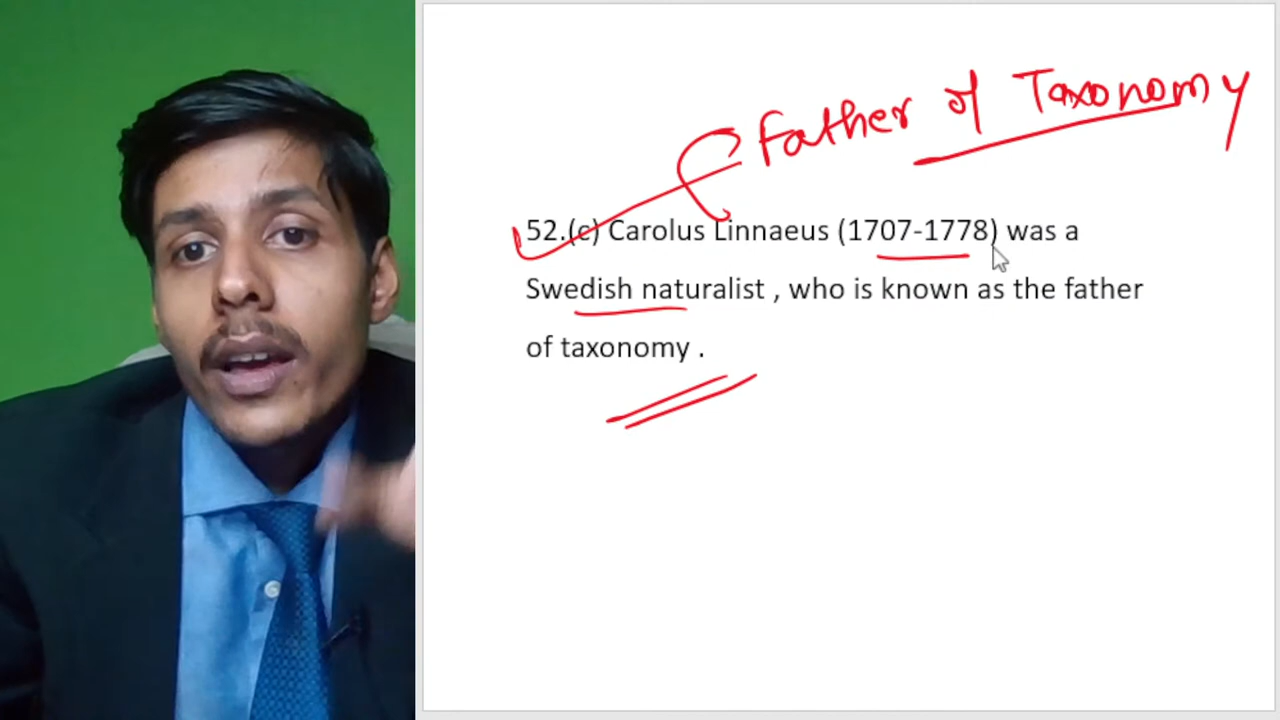 Father of Taxonomy
52.(c) Carolus Linnaeus (1707-1778) was a
Swedish naturalist , who is known as the father
of taxonomy .